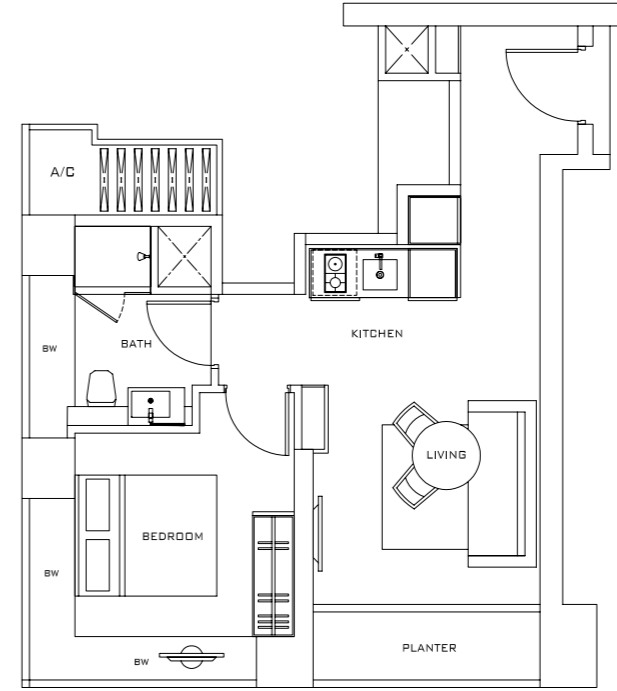 A/C
KITCHEN
BATH
BW
LIVING
BEDROOM
BW
PLANTER
BW